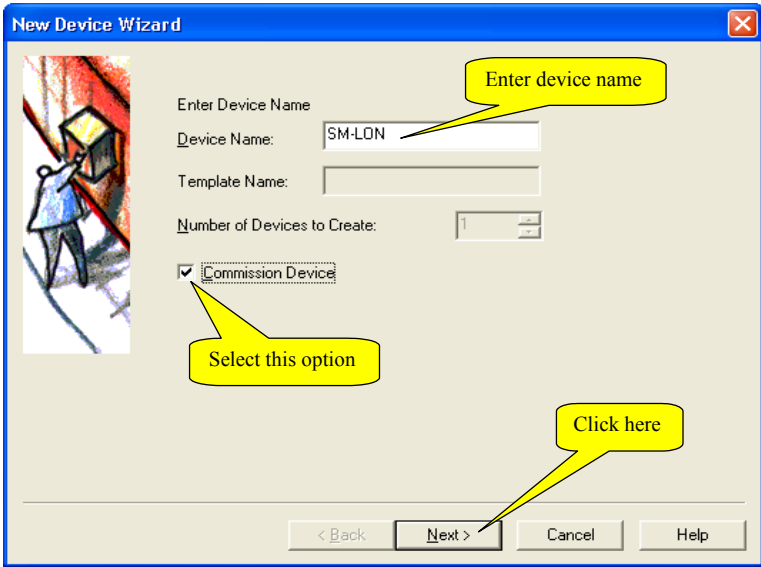 New Device Wizard
Enter device name
Enter Device Name
Device Name: SM-LON
Template Name:
Number of Devices to Create: 1
Commission Device
Select this option
Click here
< Back Next > Cancel Help